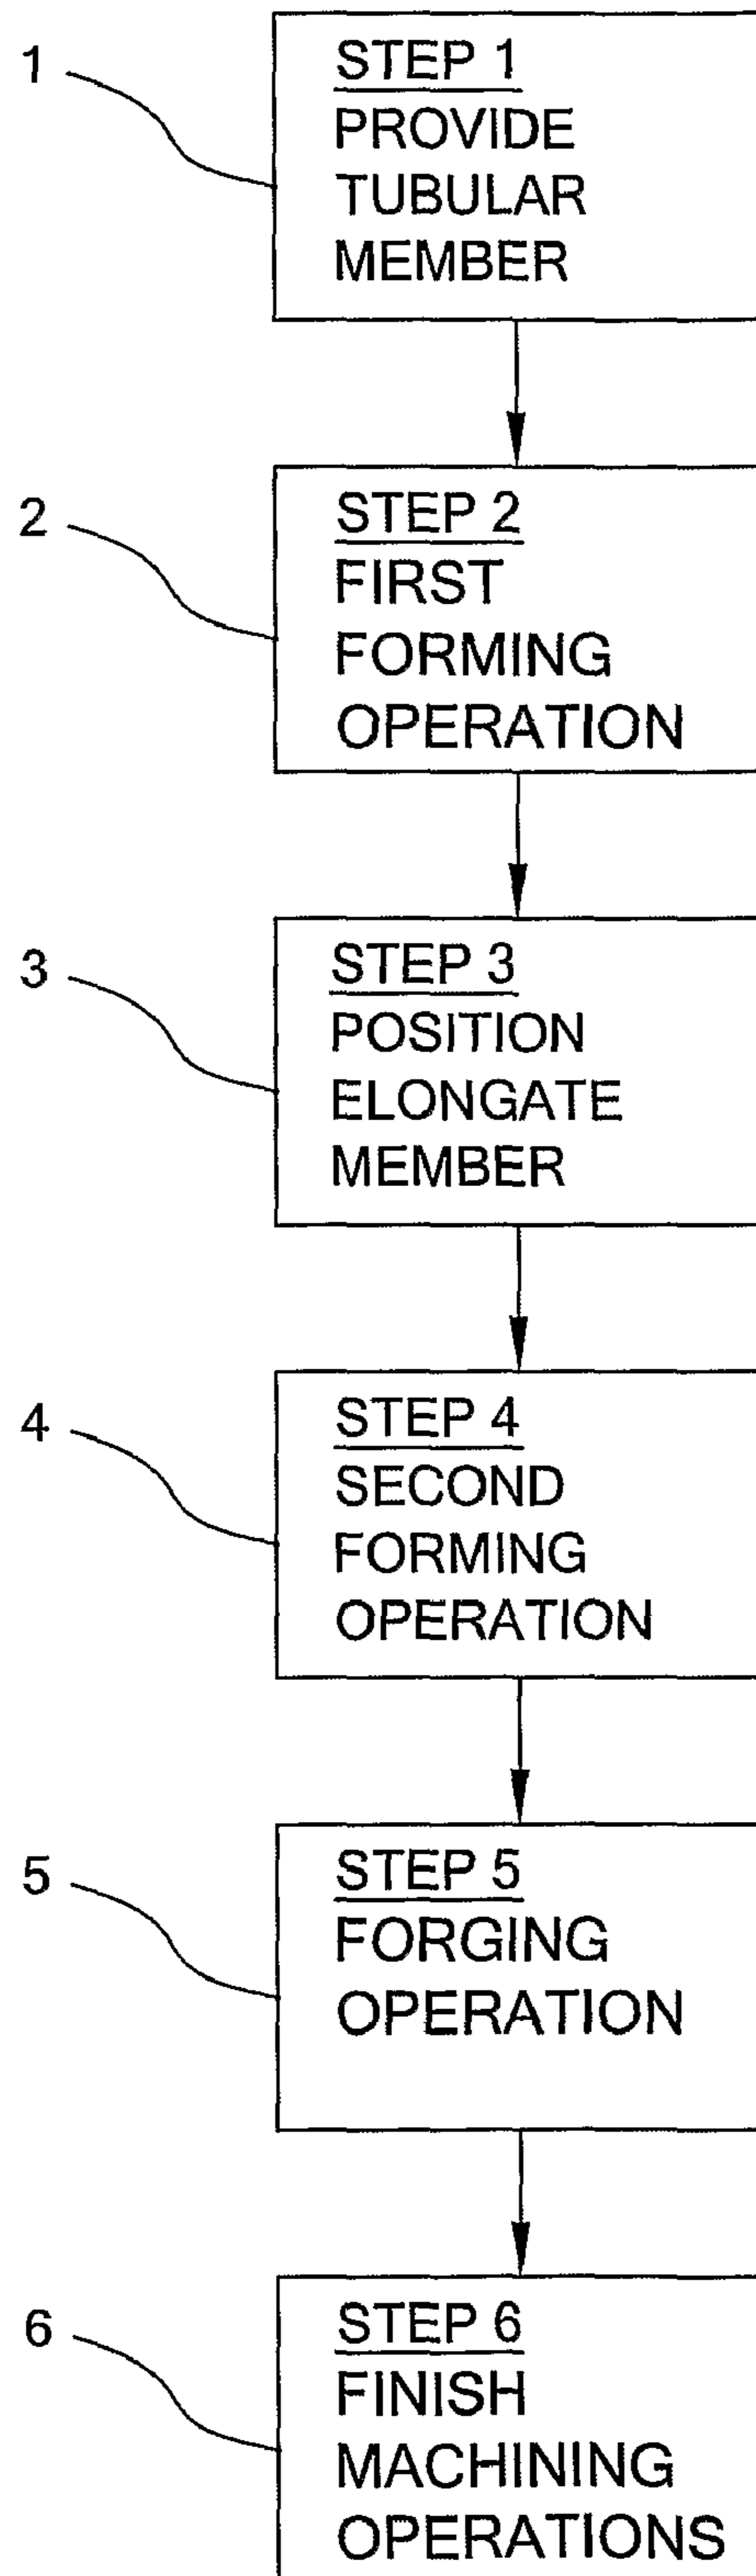 1
STEP 1
PROVIDE
TUBULAR
MEMBER
2
STEP 2
FIRST
FORMING
OPERATION
3
STEP 3
POSITION
ELONGATE
MEMBER
4
STEP 4
SECOND
FORMING
OPERATION
5
STEP 5
FORGING
OPERATION
6
STEP 6
FINISH
MACHINING
OPERATIONS